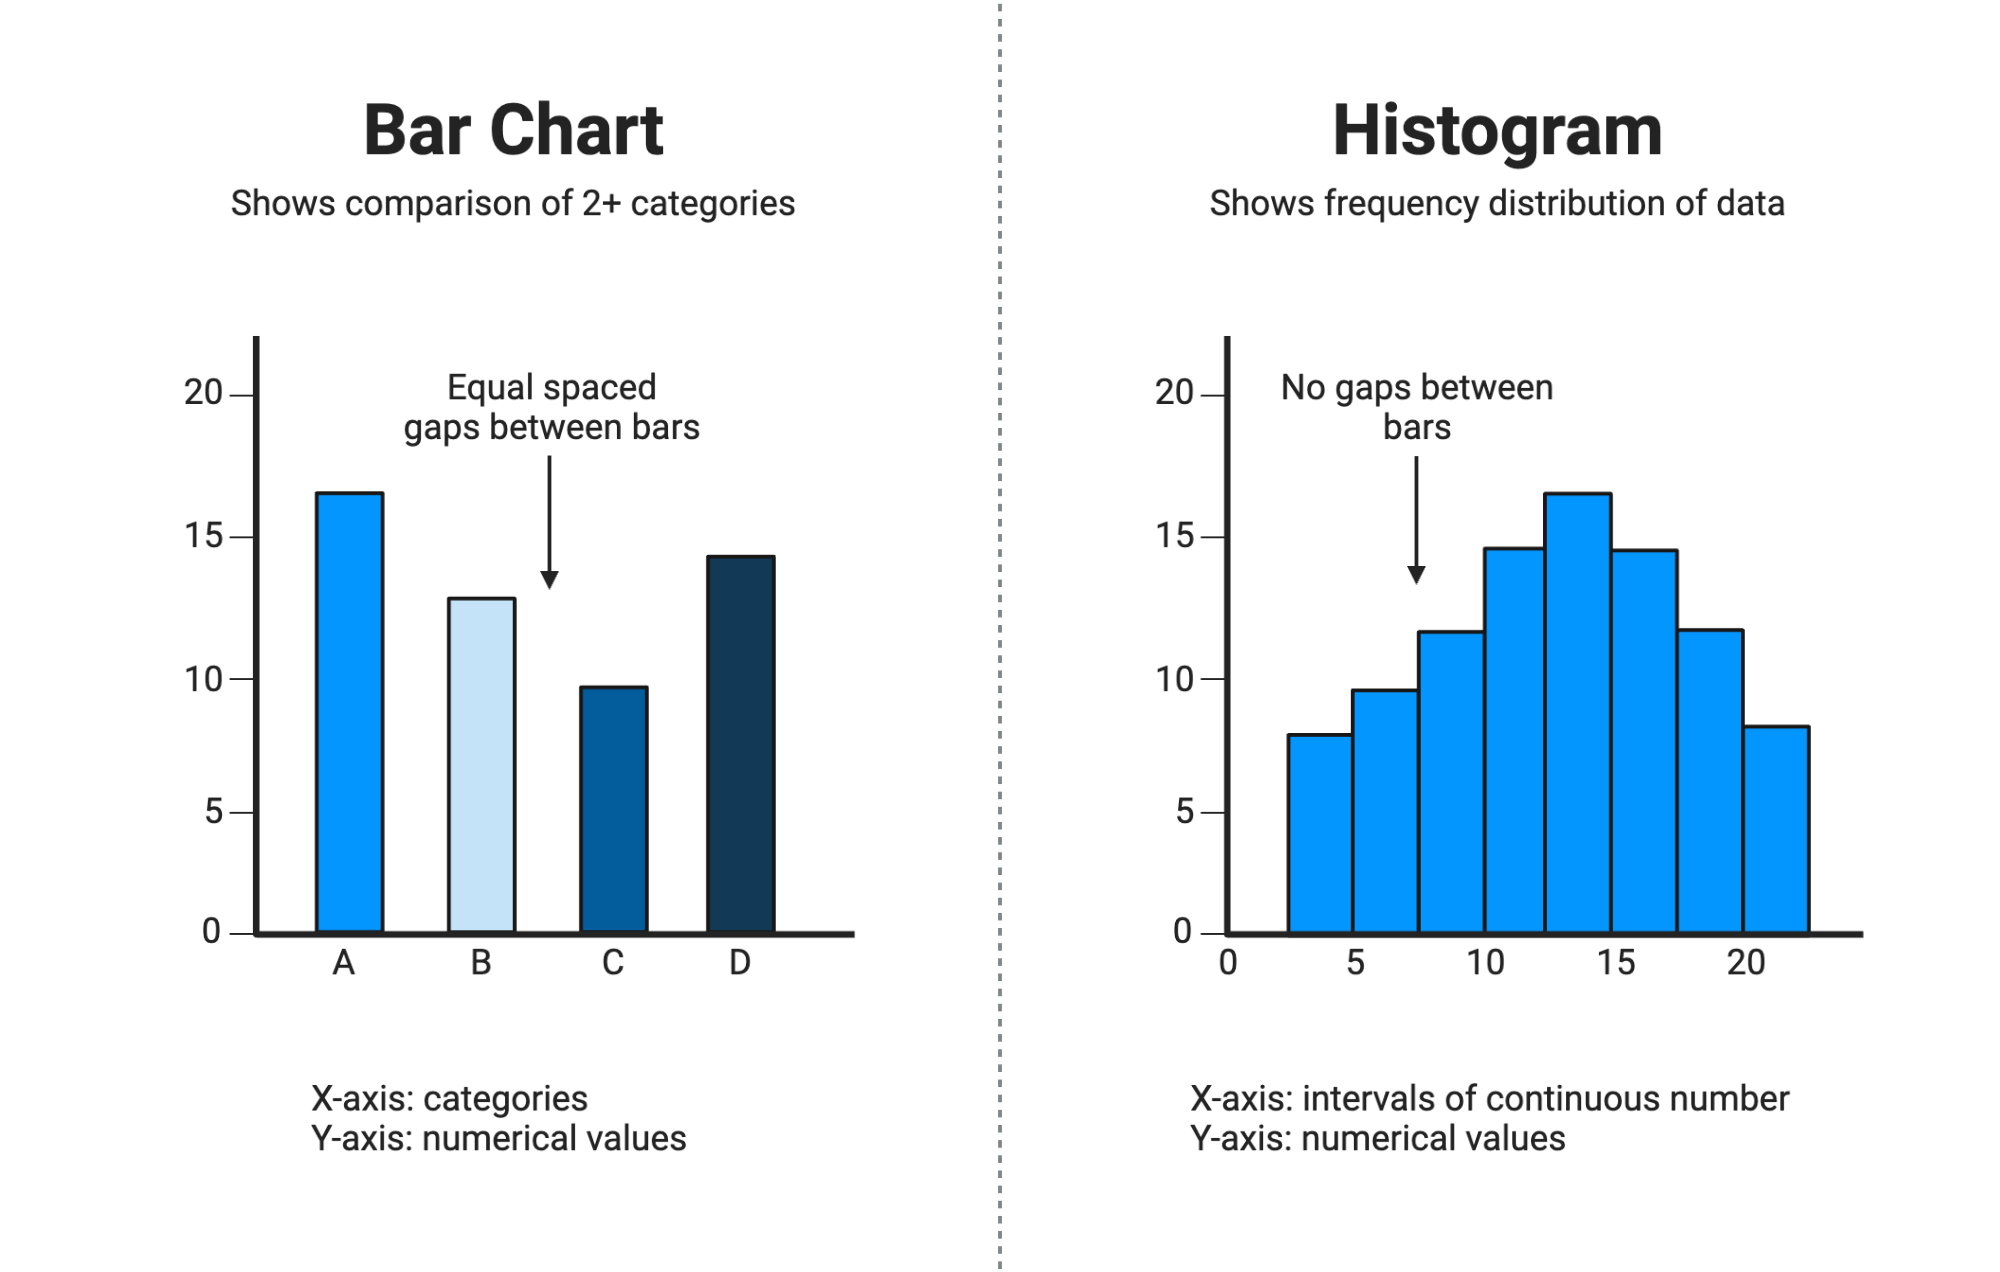 Bar Chart
Shows comparison of 2+ categories
Equal spaced
gaps between bars
20
15
10
5
0
A B C D
X-axis: categories
Y-axis: numerical values
Histogram
Shows frequency distribution of data
No gaps between
bars
20
15
10
5
0
0 5 10 15 20
X-axis: intervals of continuous number
Y-axis: numerical values